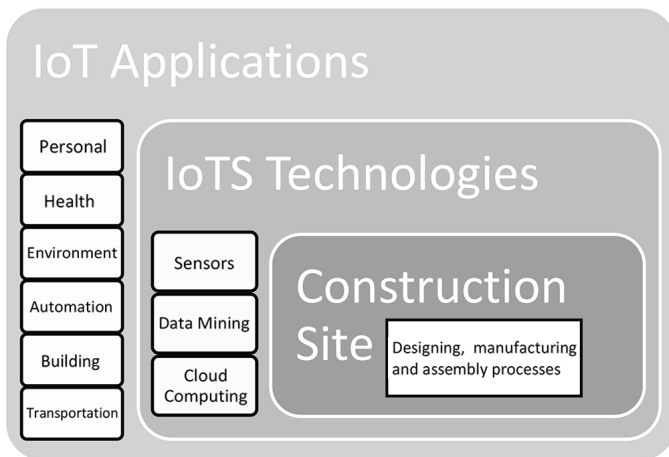 IoT Applications
Personal
Health
Environment
Automation
Building
Transportation
IoTS Technologies
Sensors
Data Mining
Cloud
Computing
Construction
Site
Designing, manufacturing
and assembly processes